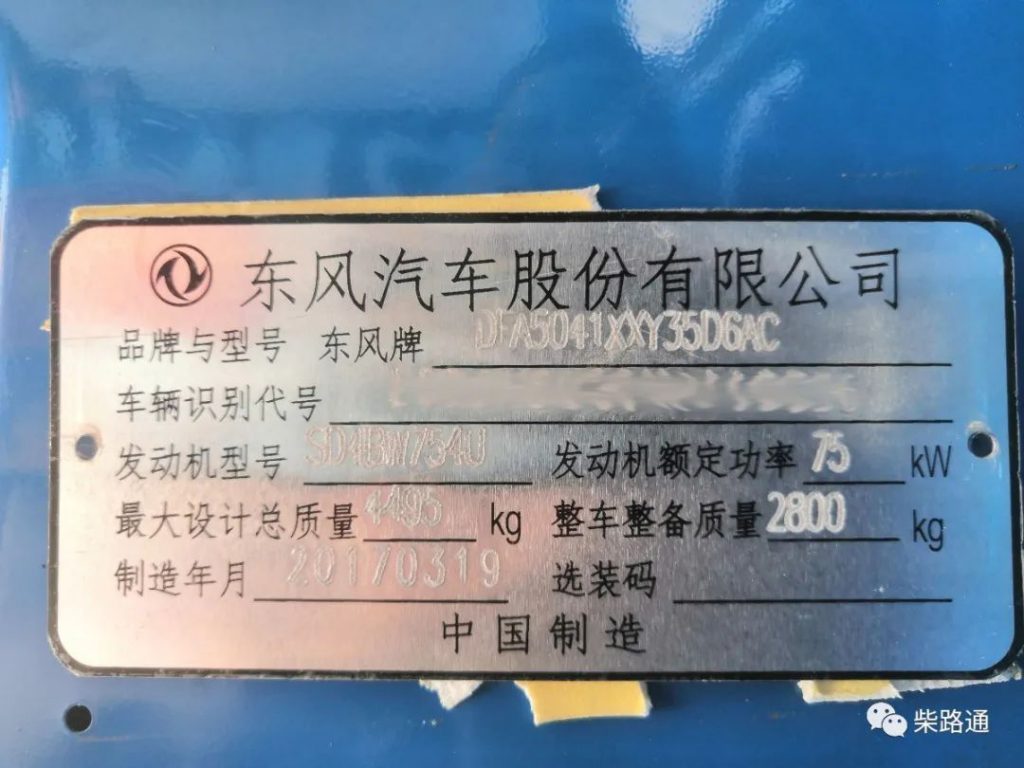 东风汽车股份有限公司
品牌与型号 东风牌 DFA5041XXY35D6AC
车辆识别代号
发动机型号 SD4BW754U 发动机额定功率 75 kW
最大设计总质量 4495 kg 整车整备质量 2800 kg
制造年月 20170319 选装码
中国制造
柴路通